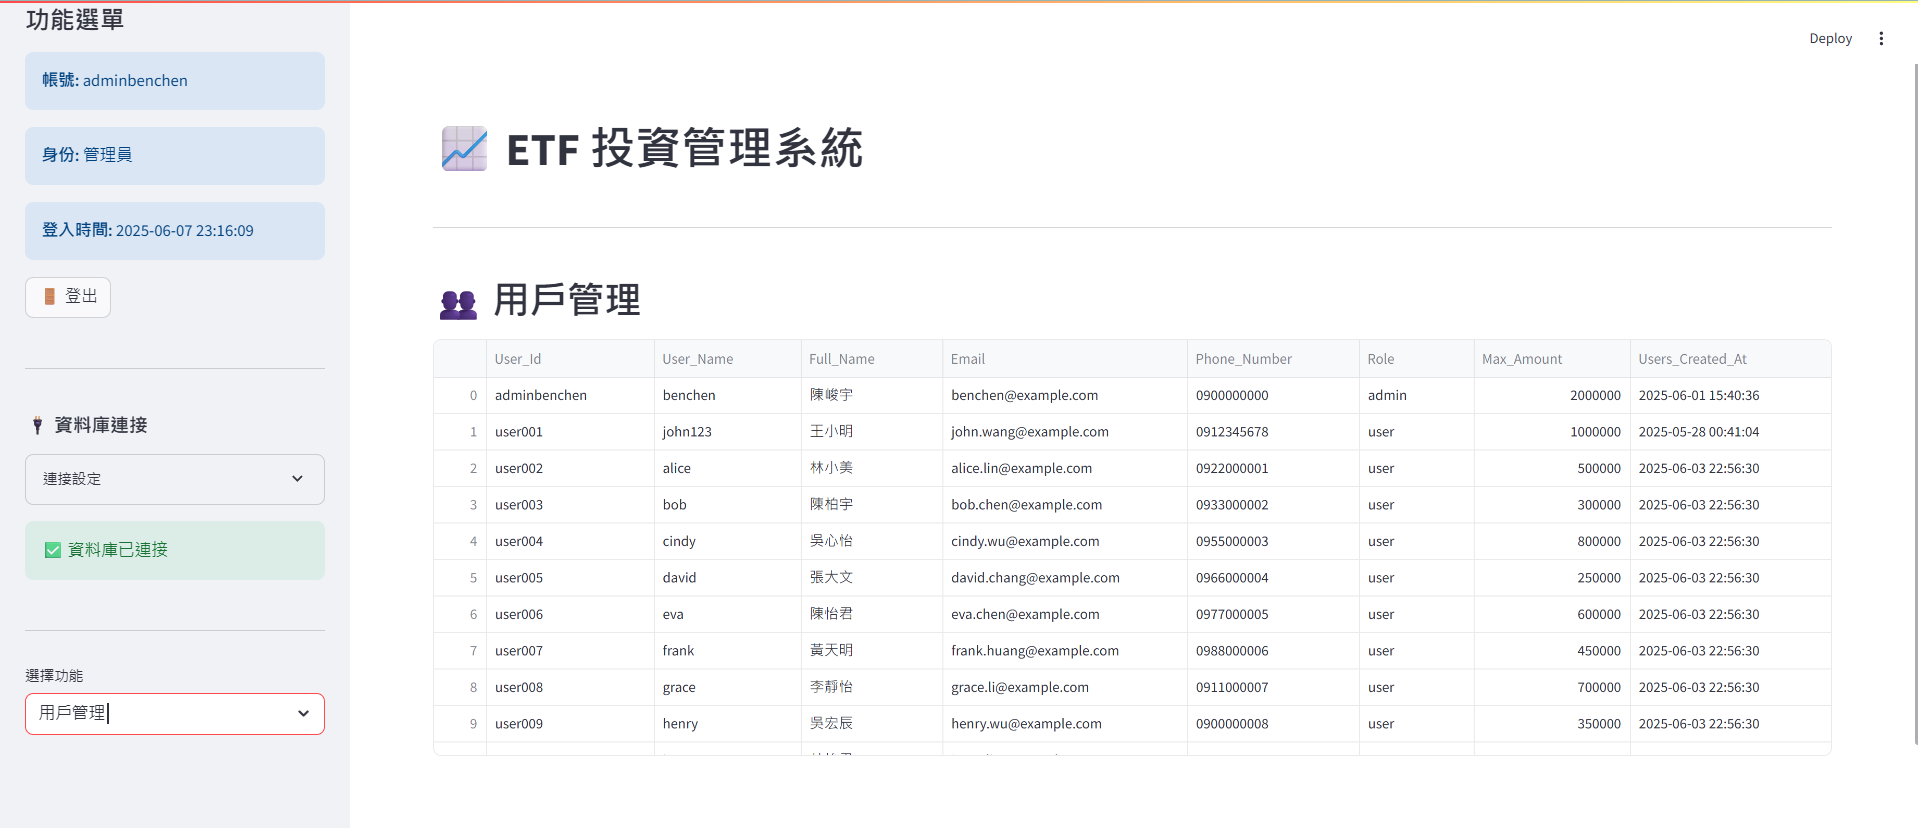 功能選單
帳號: adminbenchen
身份: 管理員
登入時間: 2025-06-07 23:16:09
登出
資料庫連接
連接設定
資料庫已連接
選擇功能
用戶管理
Deploy
ETF 投資管理系統
用戶管理
User_Id User_Name Full_Name Email Phone_Number Role Max_Amount Users_Created_At
0 adminbenchen benchen 陳峻宇 benchen@example.com 0900000000 admin 2000000 2025-06-01 15:40:36
1 user001 john123 王小明 john.wang@example.com 0912345678 user 1000000 2025-05-28 00:41:04
2 user002 alice 林小美 alice.lin@example.com 0922000001 user 500000 2025-06-03 22:56:30
3 user003 bob 陳柏宇 bob.chen@example.com 0933000002 user 300000 2025-06-03 22:56:30
4 user004 cindy 吳心怡 cindy.wu@example.com 0955000003 user 800000 2025-06-03 22:56:30
5 user005 david 張大文 david.chang@example.com 0966000004 user 250000 2025-06-03 22:56:30
6 user006 eva 陳怡君 eva.chen@example.com 0977000005 user 600000 2025-06-03 22:56:30
7 user007 frank 黃天明 frank.huang@example.com 0988000006 user 450000 2025-06-03 22:56:30
8 user008 grace 李靜怡 grace.li@example.com 0911000007 user 700000 2025-06-03 22:56:30
9 user009 henry 吳宏辰 henry.wu@example.com 0900000008 user 350000 2025-06-03 22:56:30